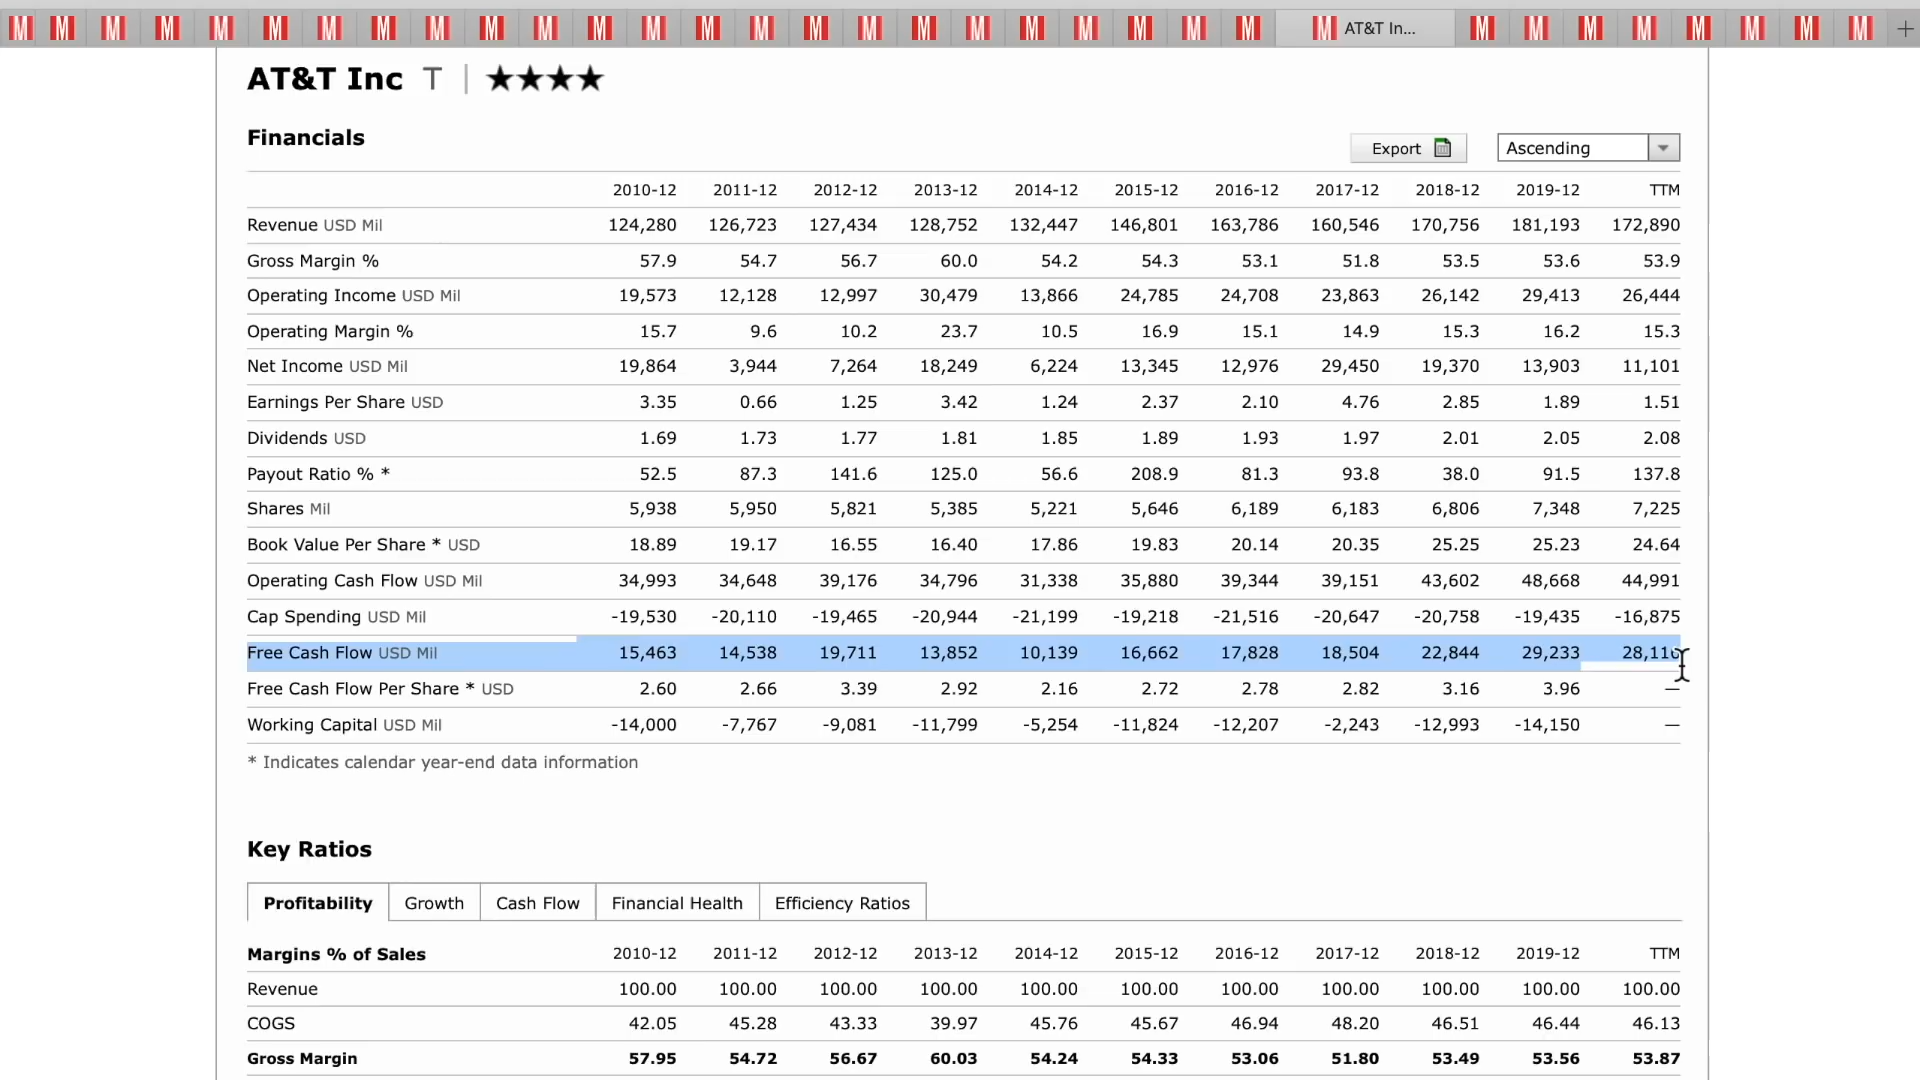 AT&T In...
AT&T Inc T | ★★★★
Financials
Export Ascending
2010-12 2011-12 2012-12 2013-12 2014-12 2015-12 2016-12 2017-12 2018-12 2019-12 TTM
Revenue USD Mil 124,280 126,723 127,434 128,752 132,447 146,801 163,786 160,546 170,756 181,193 172,890
Gross Margin % 57.9 54.7 56.7 60.0 54.2 54.3 53.1 51.8 53.5 53.6 53.9
Operating Income USD Mil 19,573 12,128 12,997 30,479 13,866 24,785 24,708 23,863 26,142 29,413 26,444
Operating Margin % 15.7 9.6 10.2 23.7 10.5 16.9 15.1 14.9 15.3 16.2 15.3
Net Income USD Mil 19,864 3,944 7,264 18,249 6,224 13,345 12,976 29,450 19,370 13,903 11,101
Earnings Per Share USD 3.35 0.66 1.25 3.42 1.24 2.37 2.10 4.76 2.85 1.89 1.51
Dividends USD 1.69 1.73 1.77 1.81 1.85 1.89 1.93 1.97 2.01 2.05 2.08
Payout Ratio % * 52.5 87.3 141.6 125.0 56.6 208.9 81.3 93.8 38.0 91.5 137.8
Shares Mil 5,938 5,950 5,821 5,385 5,221 5,646 6,189 6,183 6,806 7,348 7,225
Book Value Per Share * USD 18.89 19.17 16.55 16.40 17.86 19.83 20.14 20.35 25.25 25.23 24.64
Operating Cash Flow USD Mil 34,993 34,648 39,176 34,796 31,338 35,880 39,344 39,151 43,602 48,668 44,991
Cap Spending USD Mil -19,530 -20,110 -19,465 -20,944 -21,199 -19,218 -21,516 -20,647 -20,758 -19,435 -16,875
Free Cash Flow USD Mil 15,463 14,538 19,711 13,852 10,139 16,662 17,828 18,504 22,844 29,233 28,116
Free Cash Flow Per Share * USD 2.60 2.66 3.39 2.92 2.16 2.72 2.78 2.82 3.16 3.96 —
Working Capital USD Mil -14,000 -7,767 -9,081 -11,799 -5,254 -11,824 -12,207 -2,243 -12,993 -14,150 —
* Indicates calendar year-end data information
Key Ratios
Profitability Growth Cash Flow Financial Health Efficiency Ratios
Margins % of Sales 2010-12 2011-12 2012-12 2013-12 2014-12 2015-12 2016-12 2017-12 2018-12 2019-12 TTM
Revenue 100.00 100.00 100.00 100.00 100.00 100.00 100.00 100.00 100.00 100.00 100.00
COGS 42.05 45.28 43.33 39.97 45.76 45.67 46.94 48.20 46.51 46.44 46.13
Gross Margin 57.95 54.72 56.67 60.03 54.24 54.33 53.06 51.80 53.49 53.56 53.87